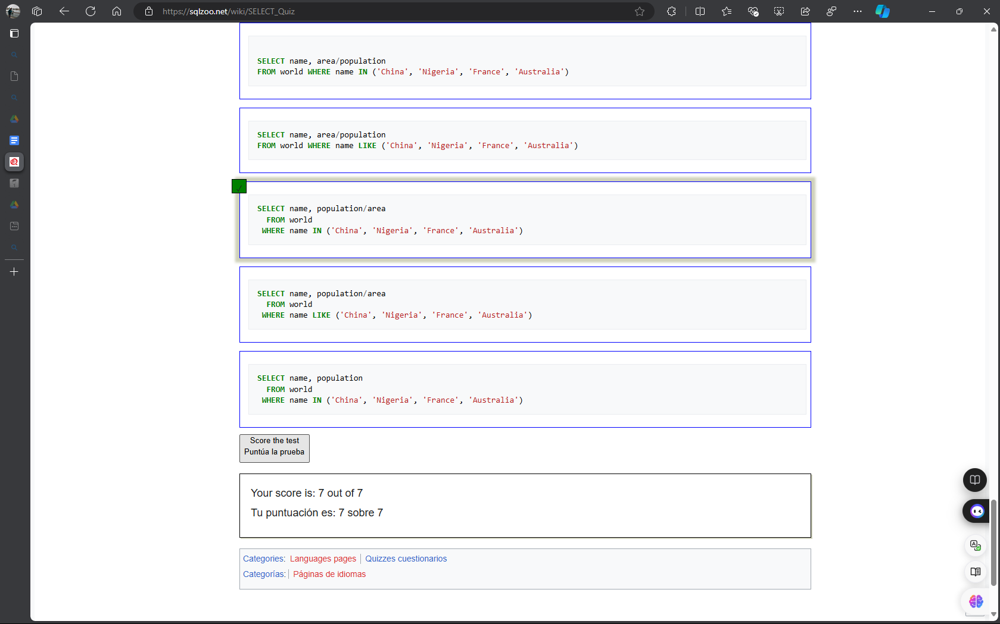 https://sqlzoo.net/wiki/SELECT_Quiz
SELECT name, area/population
FROM world WHERE name IN ('China', 'Nigeria', 'France', 'Australia')
SELECT name, area/population
FROM world WHERE name LIKE ('China', 'Nigeria', 'France', 'Australia')
SELECT name, population/area
FROM world
WHERE name IN ('China', 'Nigeria', 'France', 'Australia')
SELECT name, population/area
FROM world
WHERE name LIKE ('China', 'Nigeria', 'France', 'Australia')
SELECT name, population
FROM world
WHERE name IN ('China', 'Nigeria', 'France', 'Australia')
Score the test
Puntúa la prueba
Your score is: 7 out of 7
Tu puntuación es: 7 sobre 7
Categories: Languages pages | Quizzes cuestionarios
Categorías: | Páginas de idiomas